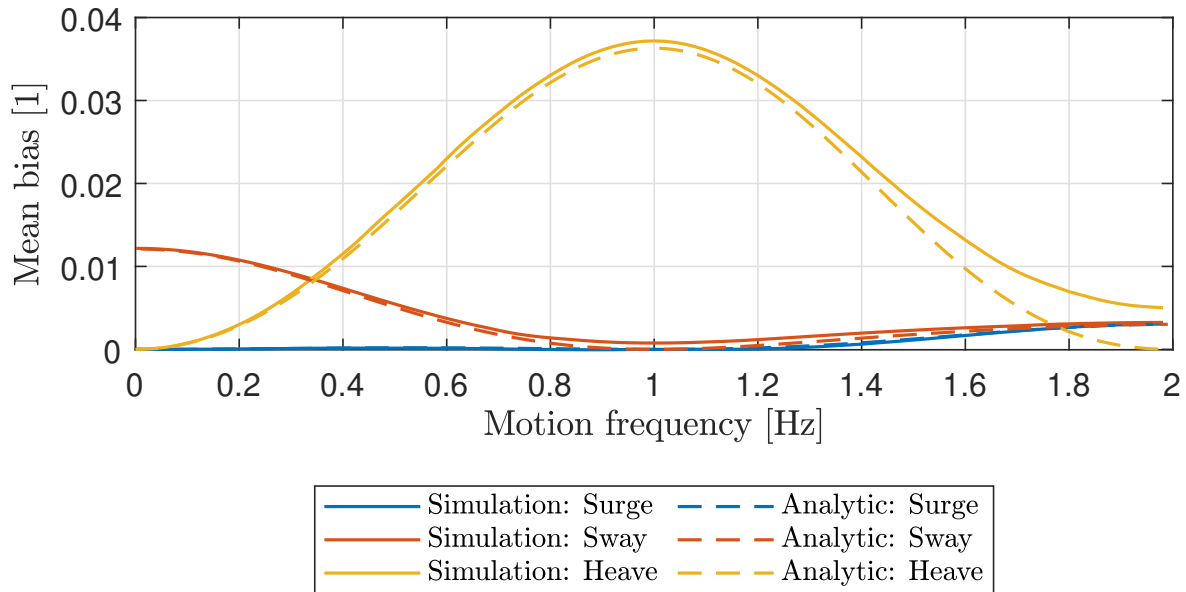 0.04
0.03
0.02
0.01
0
Mean bias [1]
0 0.2 0.4 0.6 0.8 1 1.2 1.4 1.6 1.8 2
Motion frequency [Hz]
Simulation: Surge Analytic: Surge
Simulation: Sway Analytic: Sway
Simulation: Heave Analytic: Heave